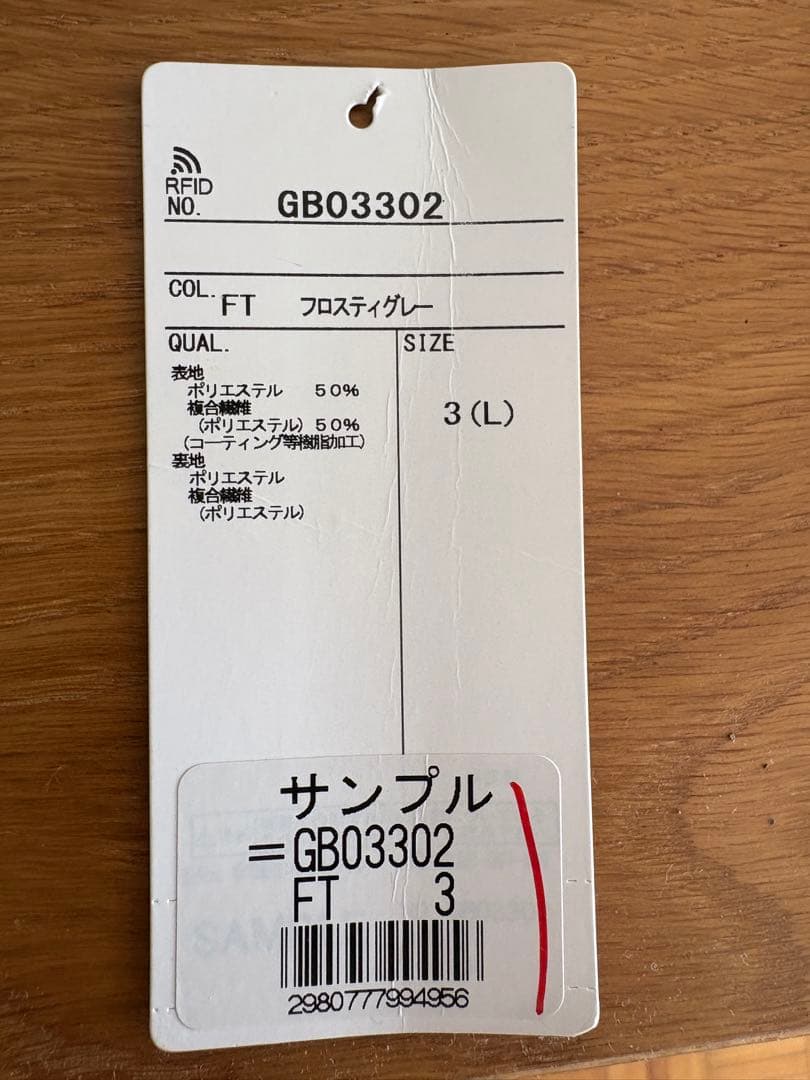 RFID
NO. GB03302
COL. FT フロスティグレー
QUAL. SIZE
表地
ポリエステル 50%
複合繊維
(ポリエステル) 50%
(コーティング等樹脂加工)
裏地
ポリエステル
複合繊維
(ポリエステル)
3(L)
サンプル
=GB03302
FT 3
SAM
2980777994956